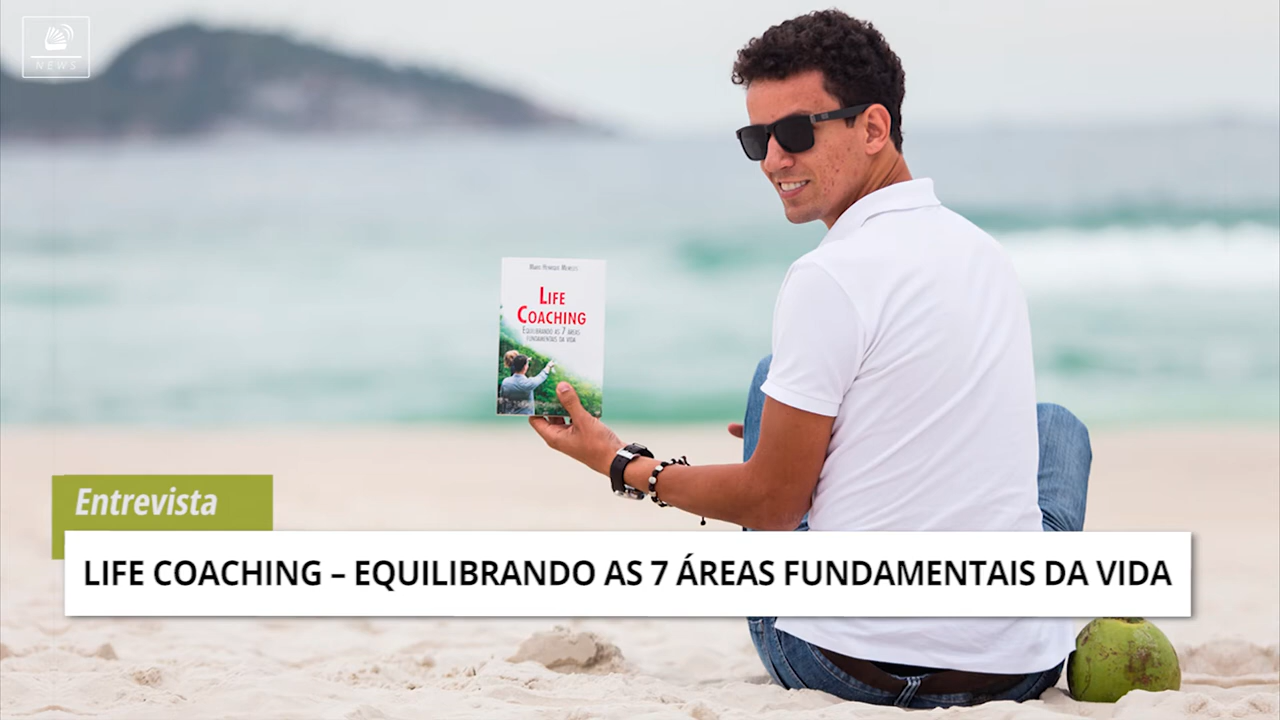 NEWS
LIFE
COACHING
EQUILIBRANDO AS 7 ÁREAS
FUNDAMENTAIS DA VIDA
Entrevista
LIFE COACHING – EQUILIBRANDO AS 7 ÁREAS FUNDAMENTAIS DA VIDA